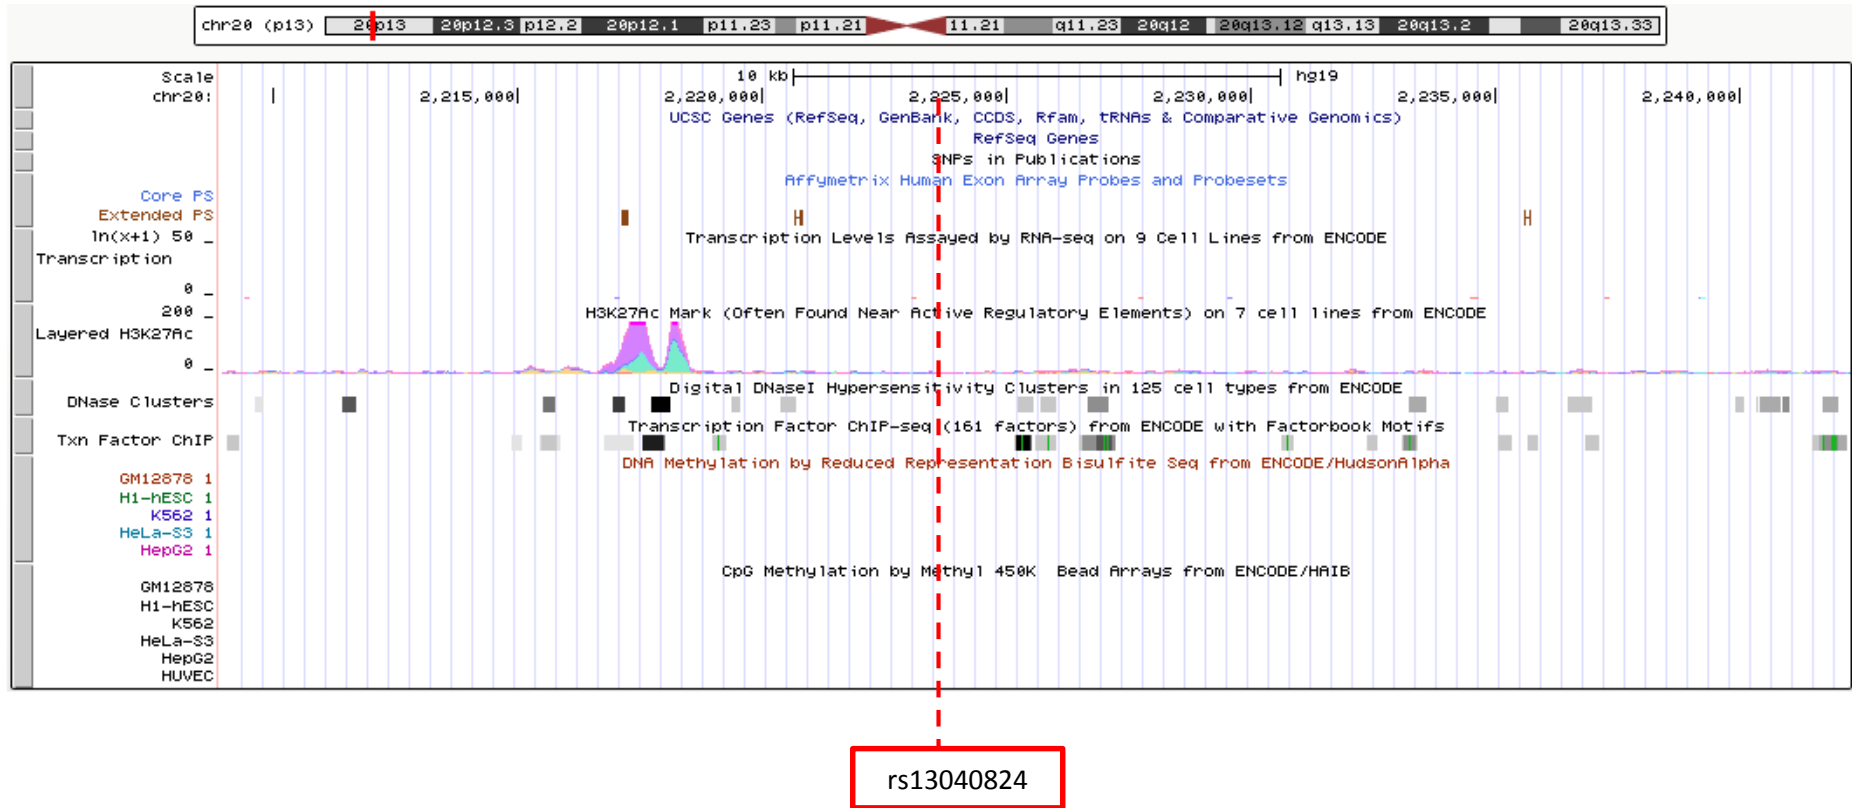 chr20 (p13) 20p13 20p12.3 p12.2 20p12.1 p11.23 p11.21 11.21 q11.23 20q12 20q13.12 q13.13 20q13.2 20q13.33
Scale 10 kb hg19
chr20: 2,215,000 2,220,000 2,225,000 2,230,000 2,235,000 2,240,000
UCSC Genes (RefSeq, GenBank, CCDS, Rfam, tRNAs & Comparative Genomics)
RefSeq Genes
SNPs in Publications
Affymetrix Human Exon Array Probes and Probesets
Core PS
Extended PS
ln(x+1) 50 _
Transcription Levels Assayed by RNA-seq on 9 Cell Lines from ENCODE
Transcription
0 _
200 _
H3K27Ac Mark (Often Found Near Active Regulatory Elements) on 7 cell lines from ENCODE
Layered H3K27Ac
0 _
Digital DNaseI Hypersensitivity Clusters in 125 cell types from ENCODE
DNase Clusters
Transcription Factor ChIP-seq (161 factors) from ENCODE with Factorbook Motifs
Txn Factor ChIP
DNA Methylation by Reduced Representation Bisulfite Seq from ENCODE/HudsonAlpha
GM12878 1
H1-hESC 1
K562 1
HeLa-S3 1
HepG2 1
CpG Methylation by Methyl 450K Bead Arrays from ENCODE/HAIB
GM12878
H1-hESC
K562
HeLa-S3
HepG2
HUVEC
rs13040824